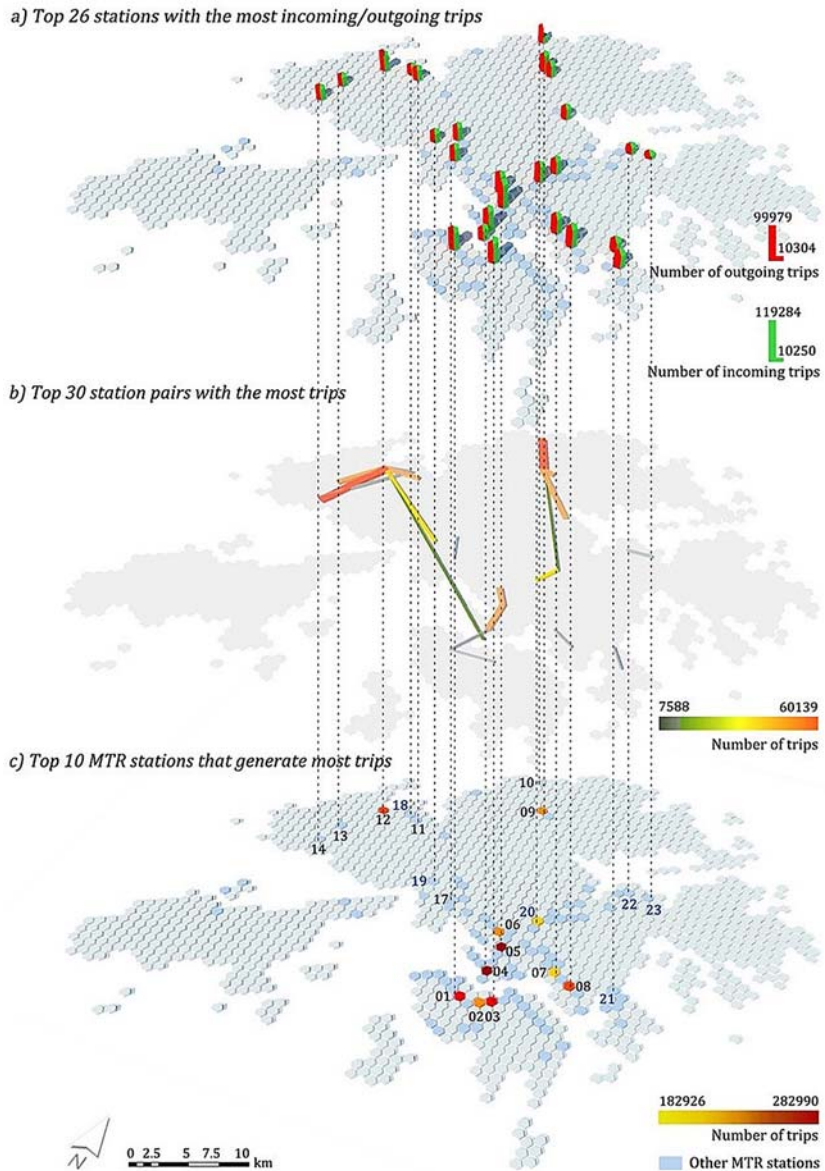 a) Top 26 stations with the most incoming/outgoing trips
99979
10304
Number of outgoing trips
119284
10250
Number of incoming trips
b) Top 30 station pairs with the most trips
7588 60139
Number of trips
c) Top 10 MTR stations that generate most trips
10
18
12
09
11
13
14
19
17
22
23
20
06
05
04
07
08
01
0203
21
182926 282990
Number of trips
Other MTR stations
N
0 2.5 5 7.5 10
km